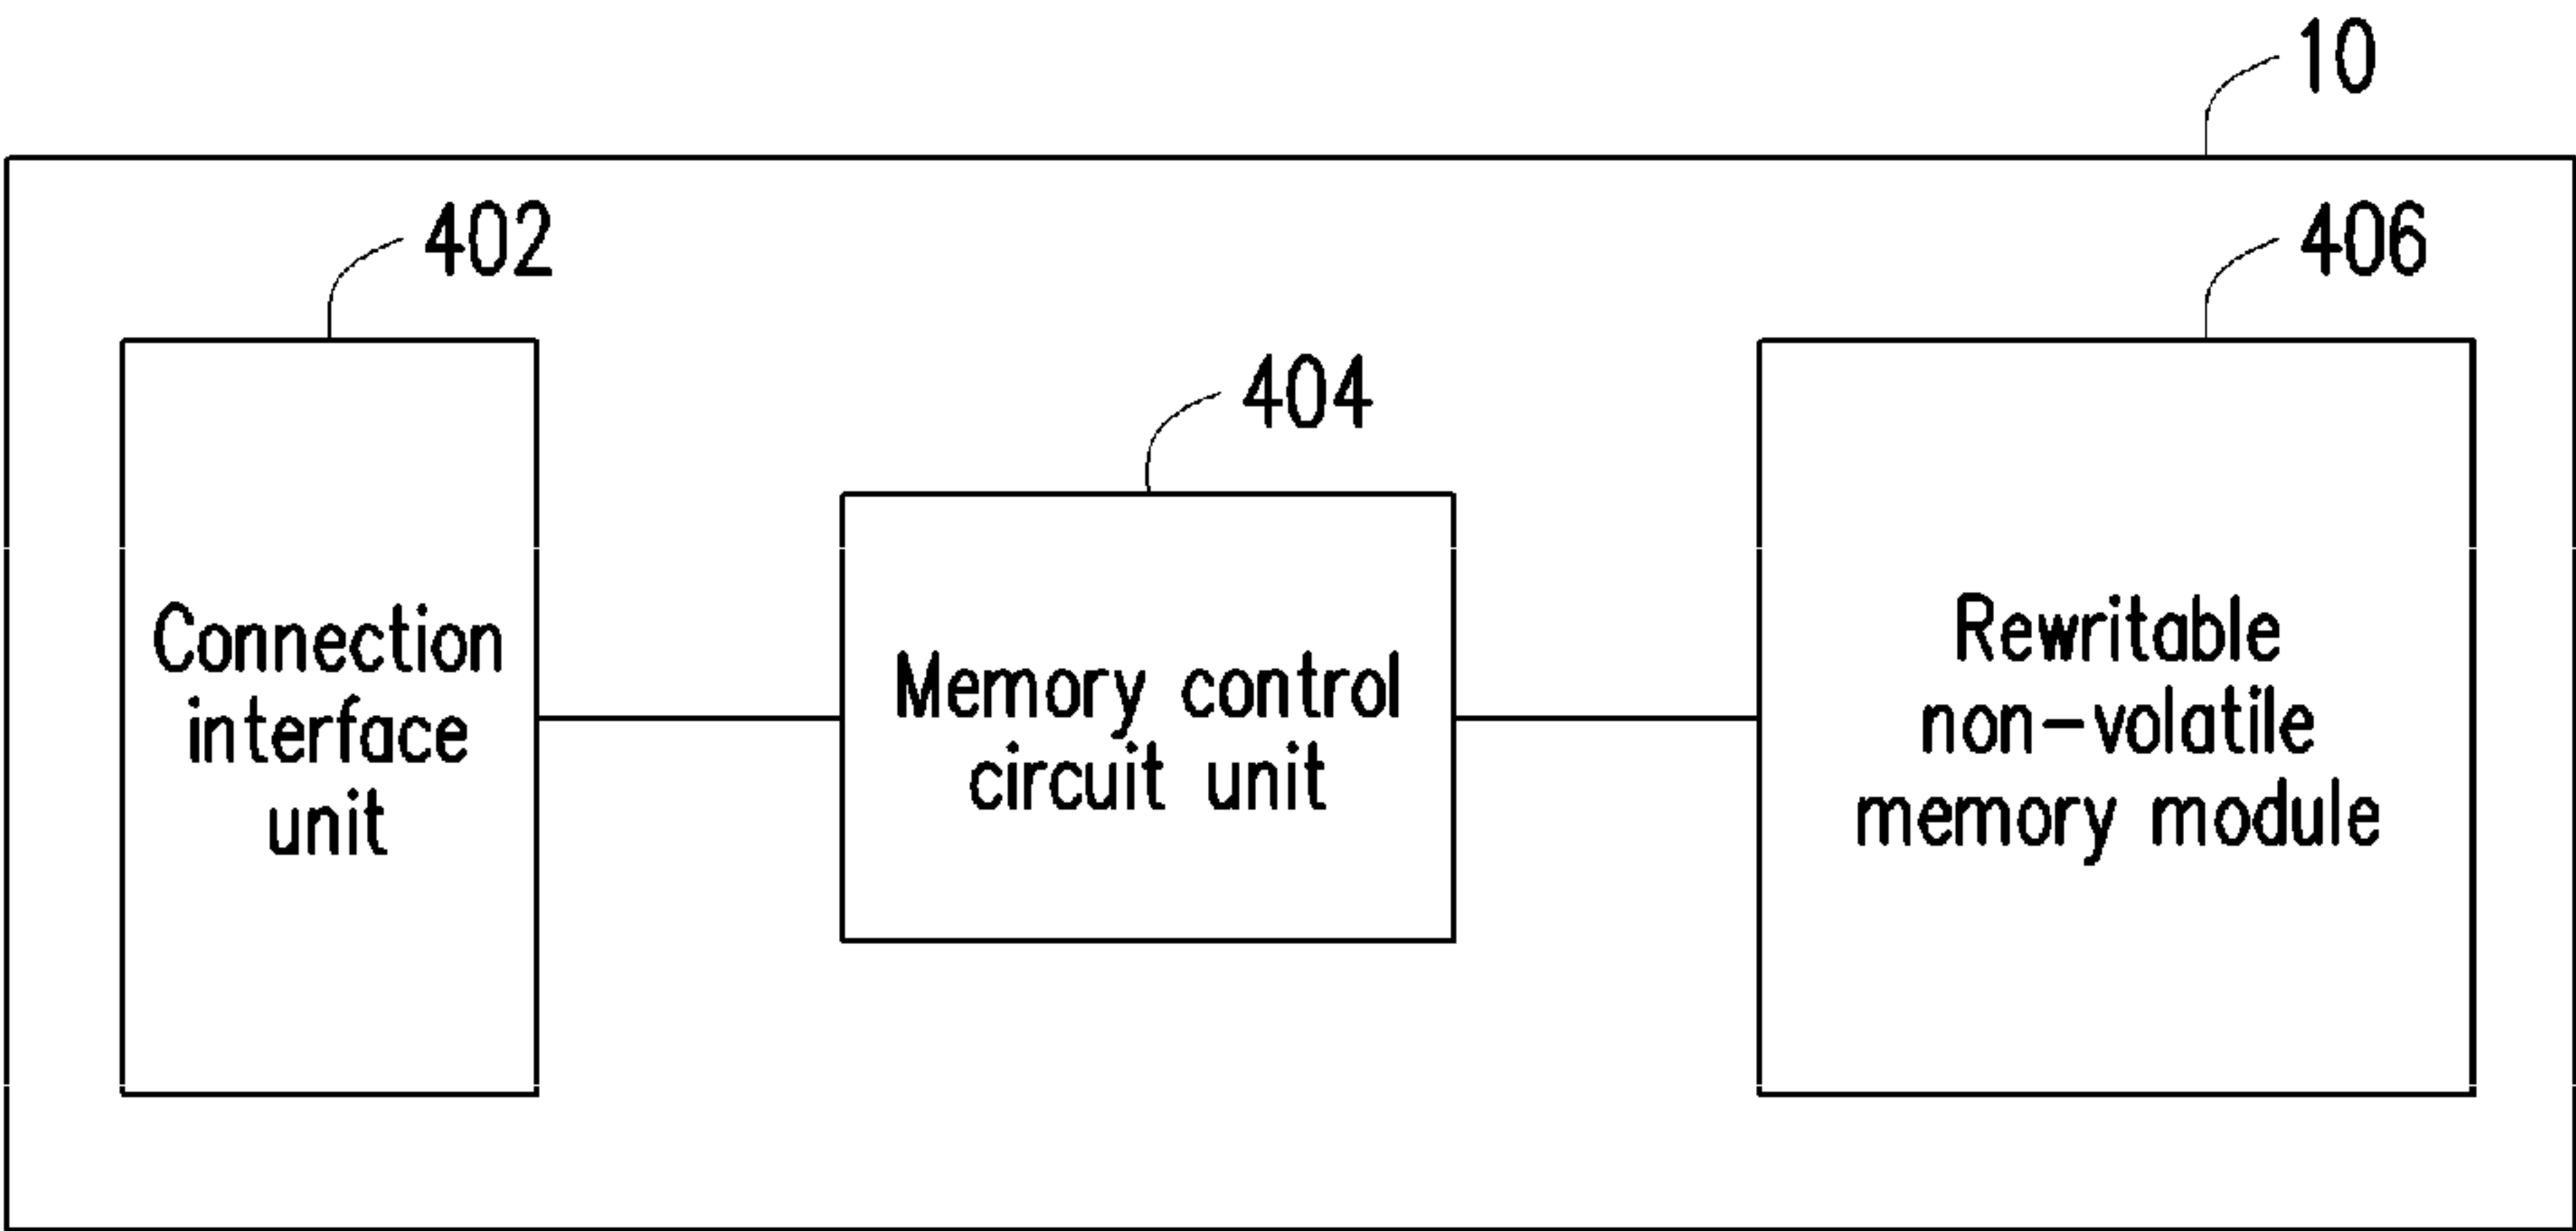 10
402
406
404
Connection
interface
unit
Memory control
circuit unit
Rewritable
non-volatile
memory module